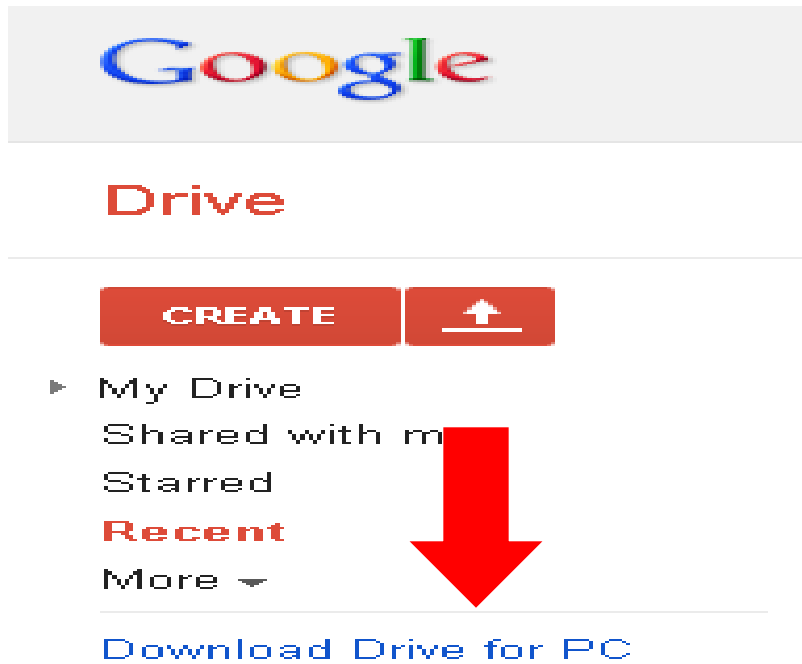 Google
Drive
CREATE
My Drive
Shared with m
Starred
Recent
More
Download Drive for PC